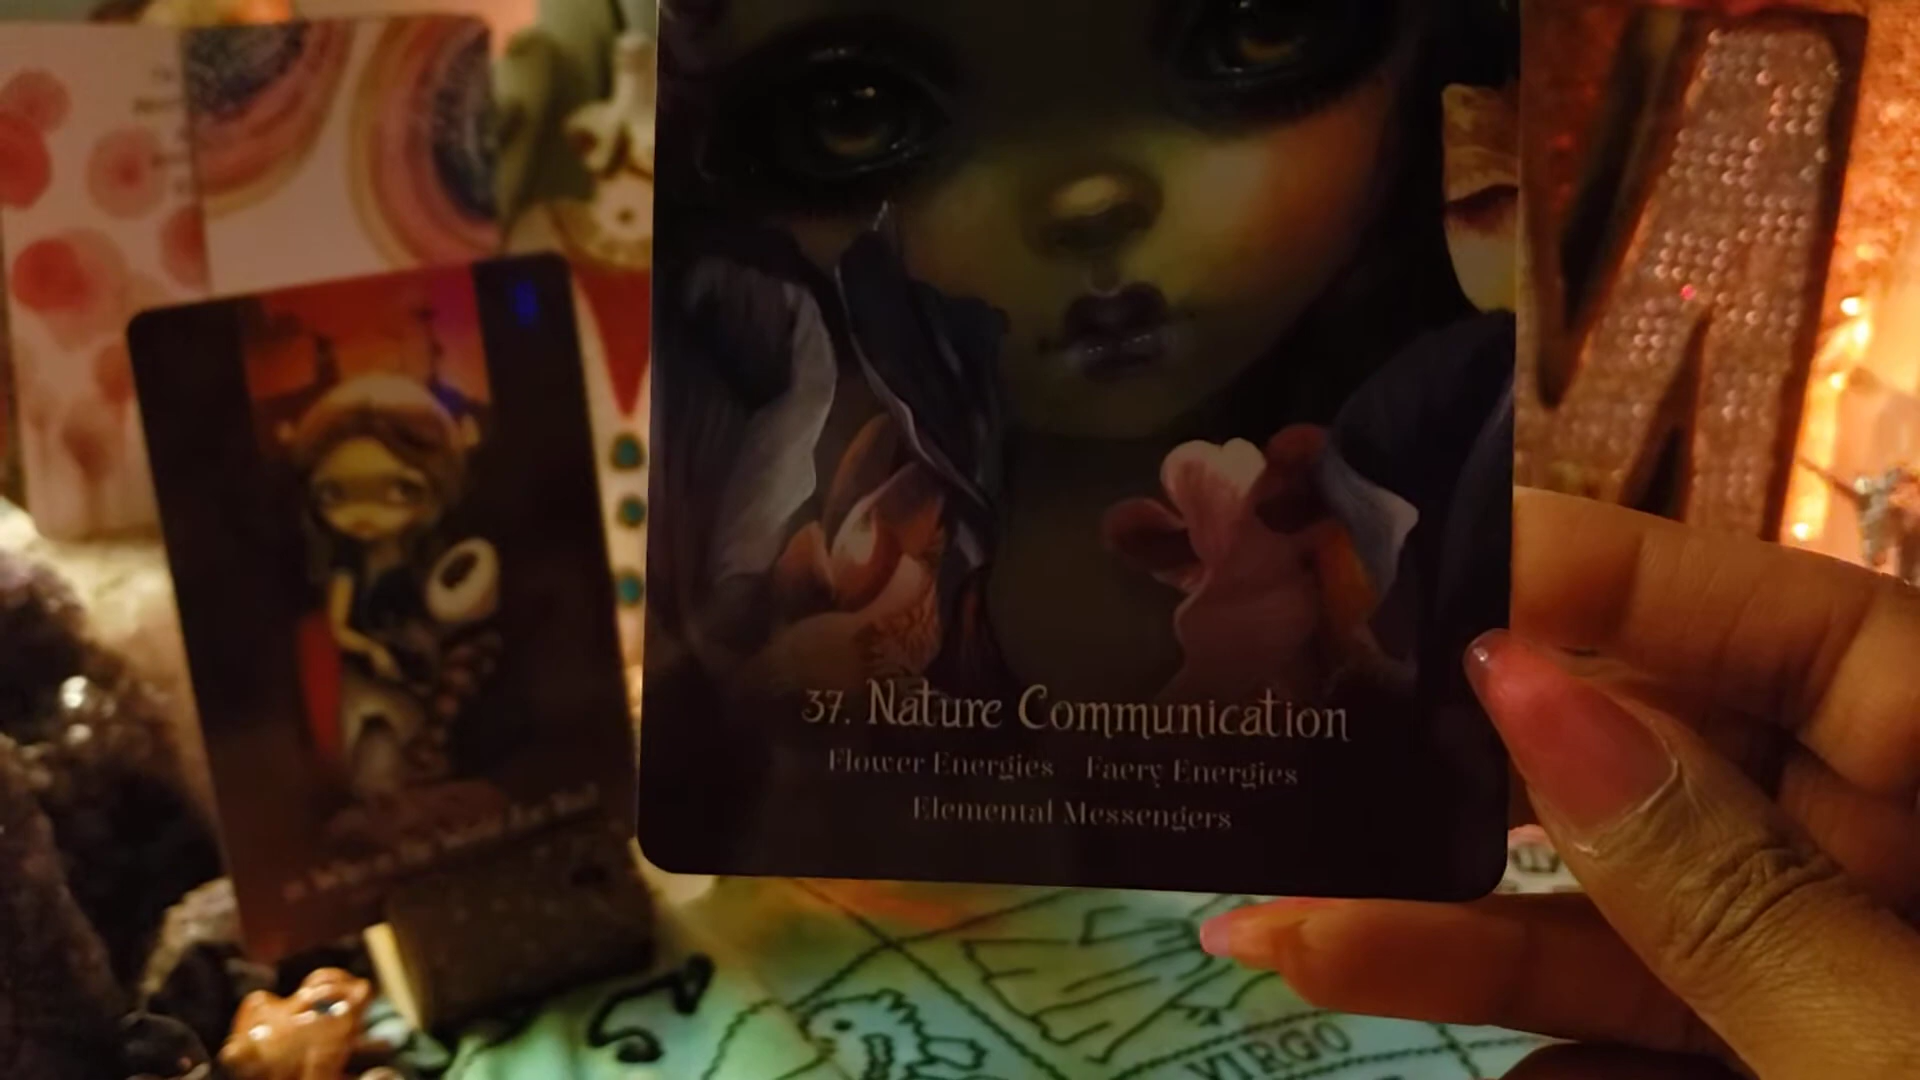 37. Nature Communication
Flower Energies Faery Energies
Elemental Messengers
VIRGO
M